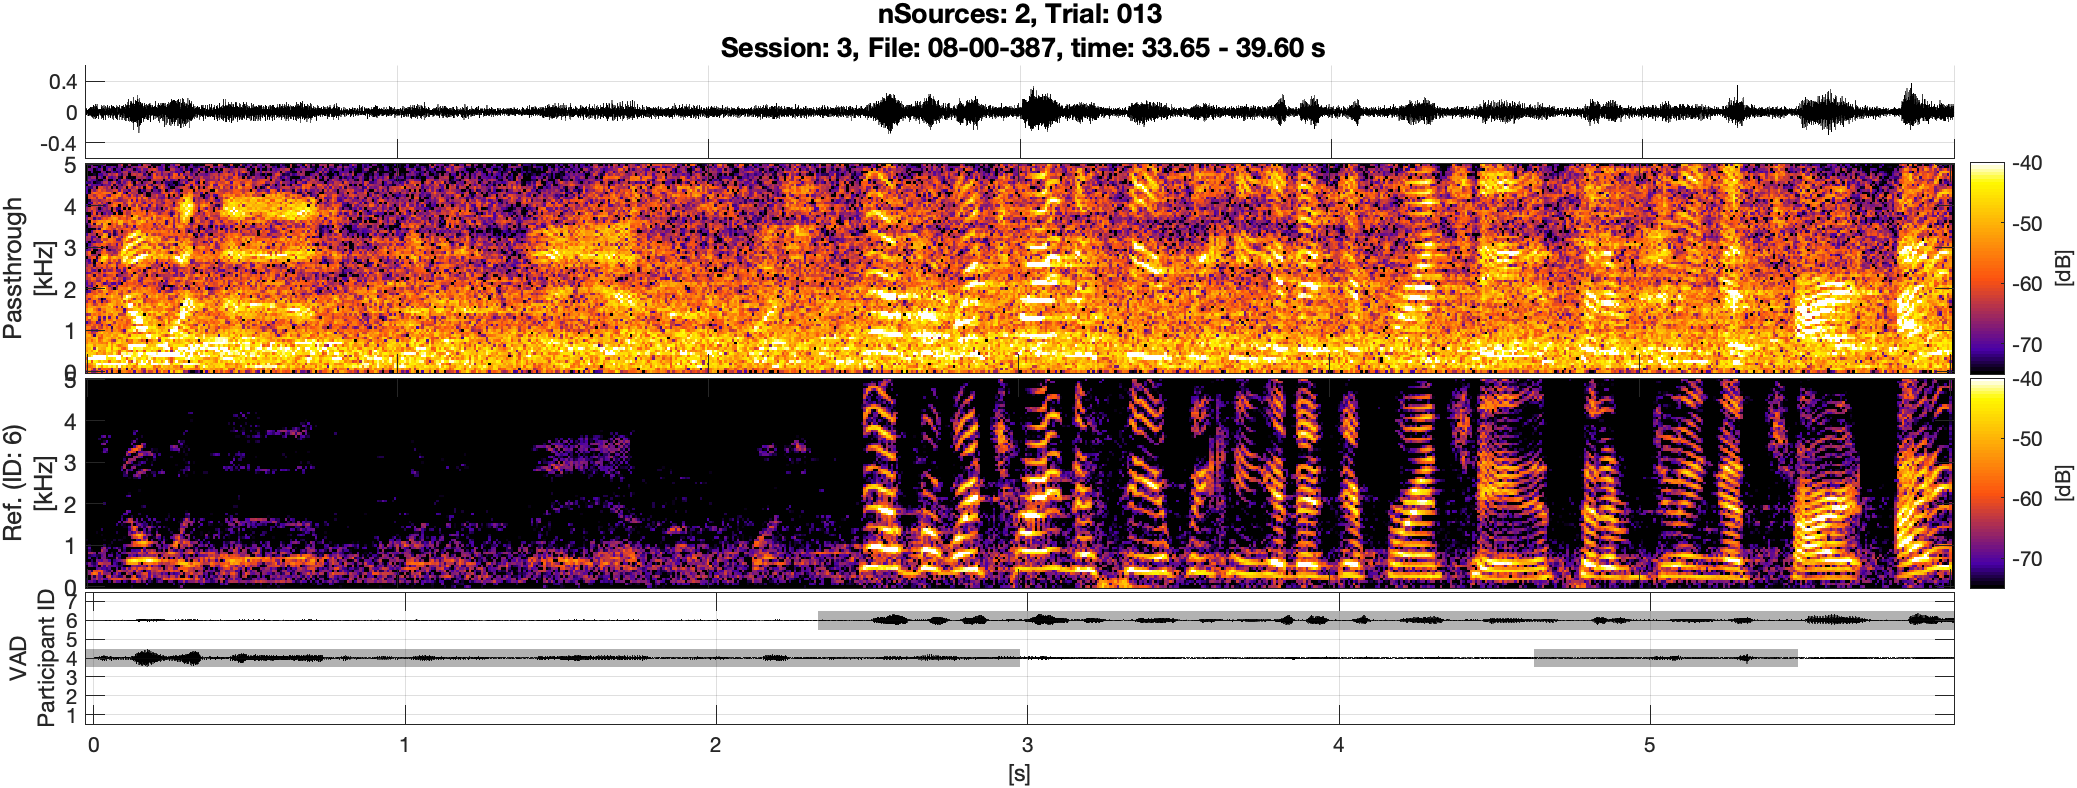 nSources: 2, Trial: 013
Session: 3, File: 08-00-387, time: 33.65 - 39.60 s
0.4
0
-0.4
5
4
3
2
1
0
Passthrough
[kHz]
-40
-50
-60
-70
[dB]
5
4
3
2
1
0
Ref. (ID: 6)
[kHz]
-40
-50
-60
-70
[dB]
7
6
5
4
3
2
1
VAD
Participant ID
0 1 2 3 4 5
[s]